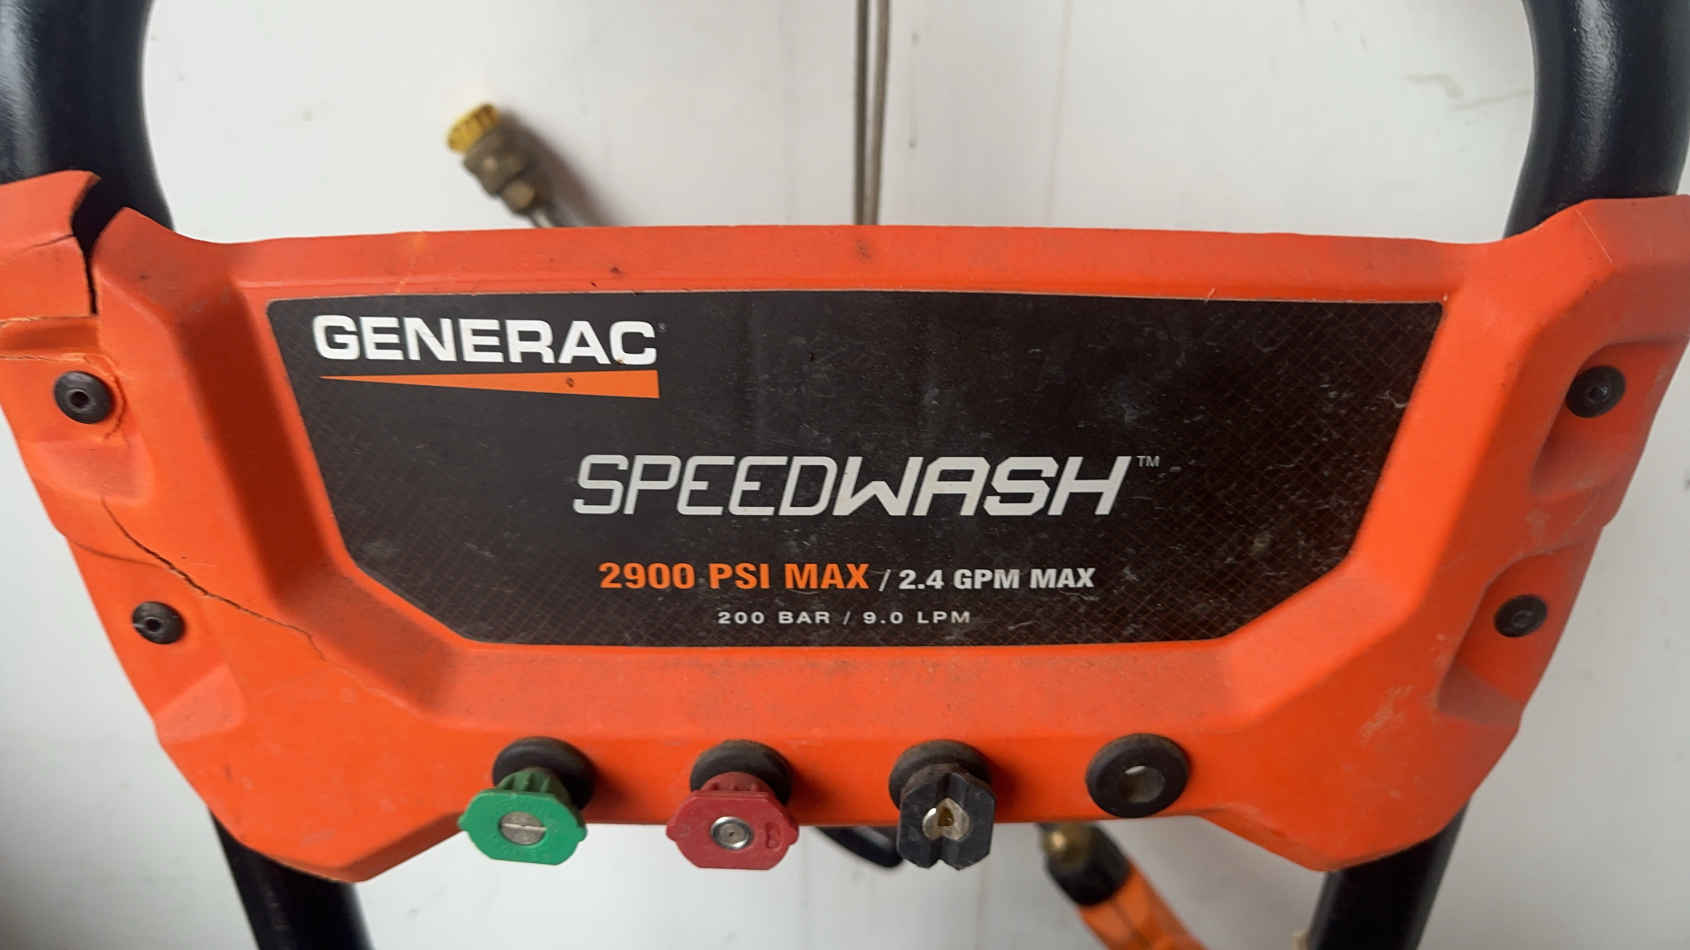 GENERAC
SPEEDWASH™
2900 PSI MAX / 2.4 GPM MAX
200 BAR / 9.0 LPM